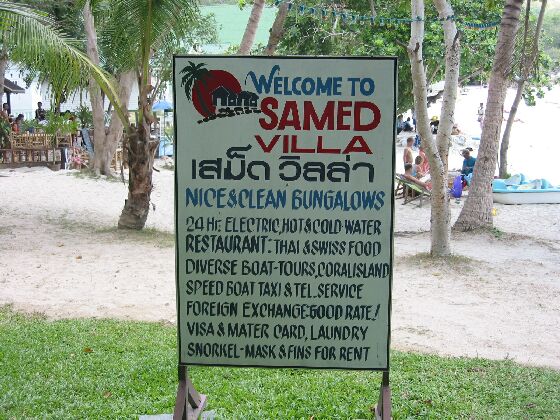 WELCOME TO
SAMED
VILLA
เสม็ด วิลล่า
NICE & CLEAN BUNGALOWS
24 Hr. ELECTRIC, HOT & COLD WATER
RESTAURANT: THAI & SWISS FOOD
DIVERSE BOAT-TOURS, CORALISLAND
SPEED BOAT TAXI & TEL. SERVICE
FOREIGN EXCHANGE-GOOD RATE!
VISA & MATER CARD, LAUNDRY
SNORKEL-MASK & FINS FOR RENT